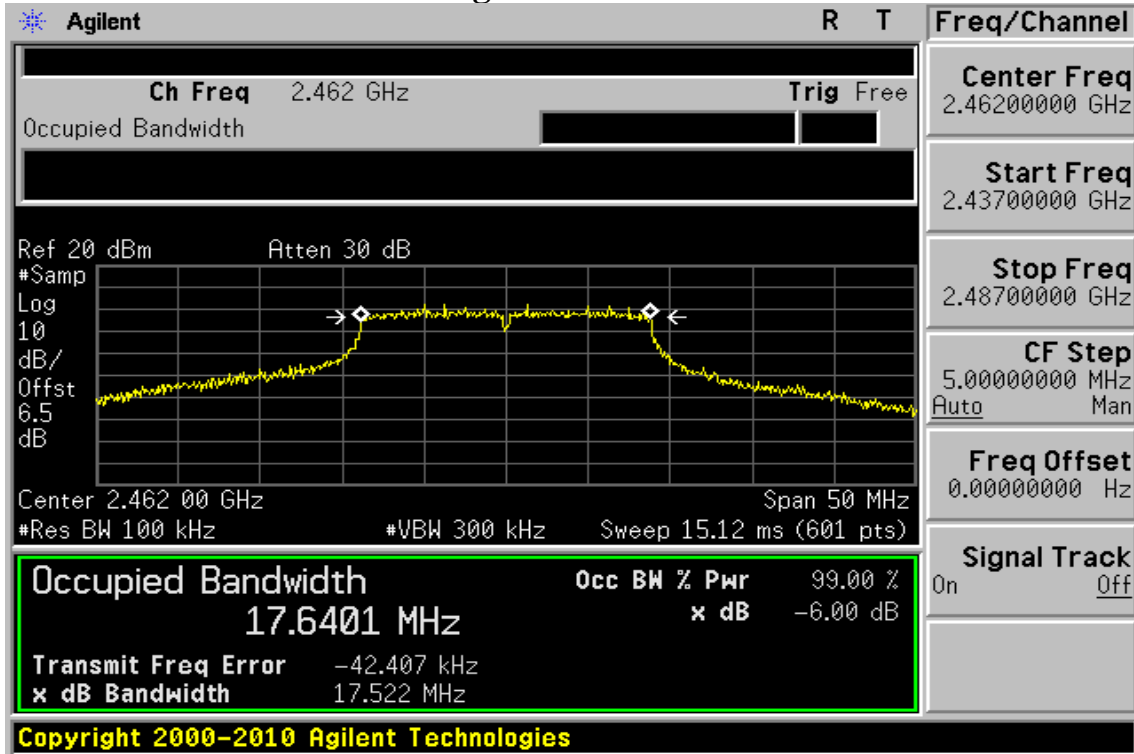 Agilent R T
Freq/Channel
Ch Freq 2.462 GHz Trig Free
Occupied Bandwidth
Center Freq
2.46200000 GHz
Start Freq
2.43700000 GHz
Stop Freq
2.48700000 GHz
CF Step
5.00000000 MHz
Auto Man
Freq Offset
0.00000000 Hz
Signal Track
On Off
Ref 20 dBm Atten 30 dB
#Samp
Log
10
dB/
Offst
6.5
dB
Center 2.462 00 GHz Span 50 MHz
#Res BW 100 kHz #VBW 300 kHz Sweep 15.12 ms (601 pts)
Occupied Bandwidth Occ BW % Pwr 99.00 %
17.6401 MHz x dB -6.00 dB
Transmit Freq Error -42.407 kHz
x dB Bandwidth 17.522 MHz
Copyright 2000-2010 Agilent Technologies